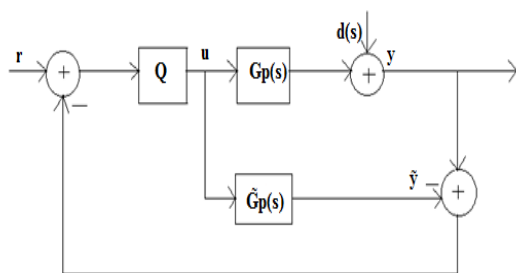 d(s)
r
+
−
Q
u
Gp(s)
+
y
G̃p(s)
ỹ
−
+